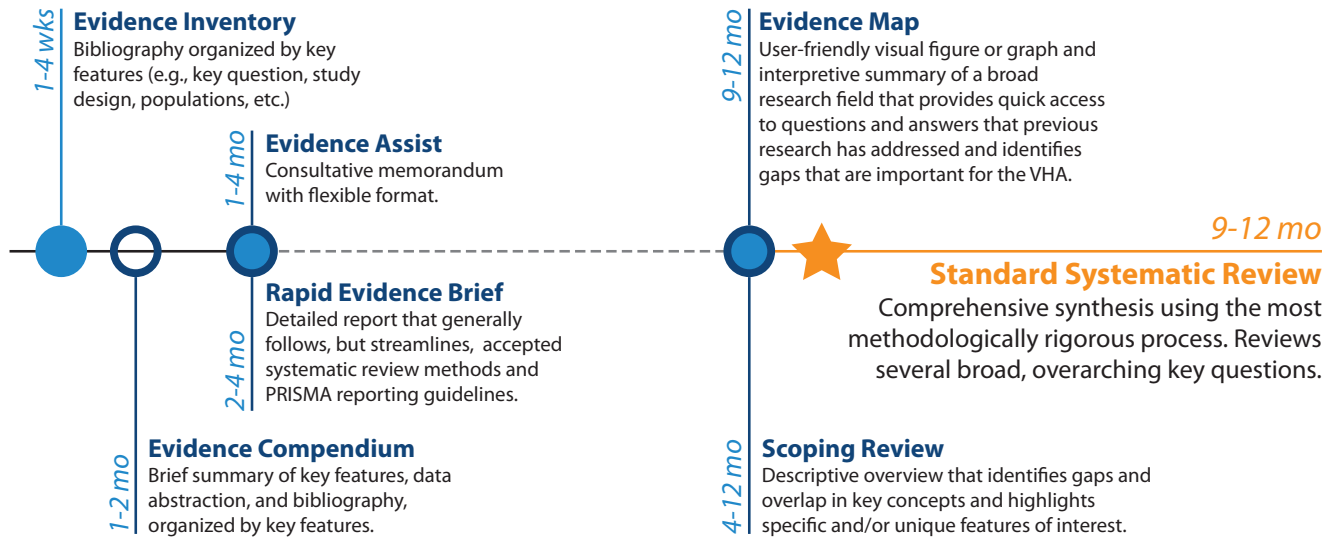 1-4 wks
Evidence Inventory
Bibliography organized by key
features (e.g., key question, study
design, populations, etc.)
1-4 mo
Evidence Assist
Consultative memorandum
with flexible format.
2-4 mo
Rapid Evidence Brief
Detailed report that generally
follows, but streamlines, accepted
systematic review methods and
PRISMA reporting guidelines.
1-2 mo
Evidence Compendium
Brief summary of key features, data
abstraction, and bibliography,
organized by key features.
9-12 mo
Evidence Map
User-friendly visual figure or graph and
interpretive summary of a broad
research field that provides quick access
to questions and answers that previous
research has addressed and identifies
gaps that are important for the VHA.
9-12 mo
Standard Systematic Review
Comprehensive synthesis using the most
methodologically rigorous process. Reviews
several broad, overarching key questions.
4-12 mo
Scoping Review
Descriptive overview that identifies gaps and
overlap in key concepts and highlights
specific and/or unique features of interest.